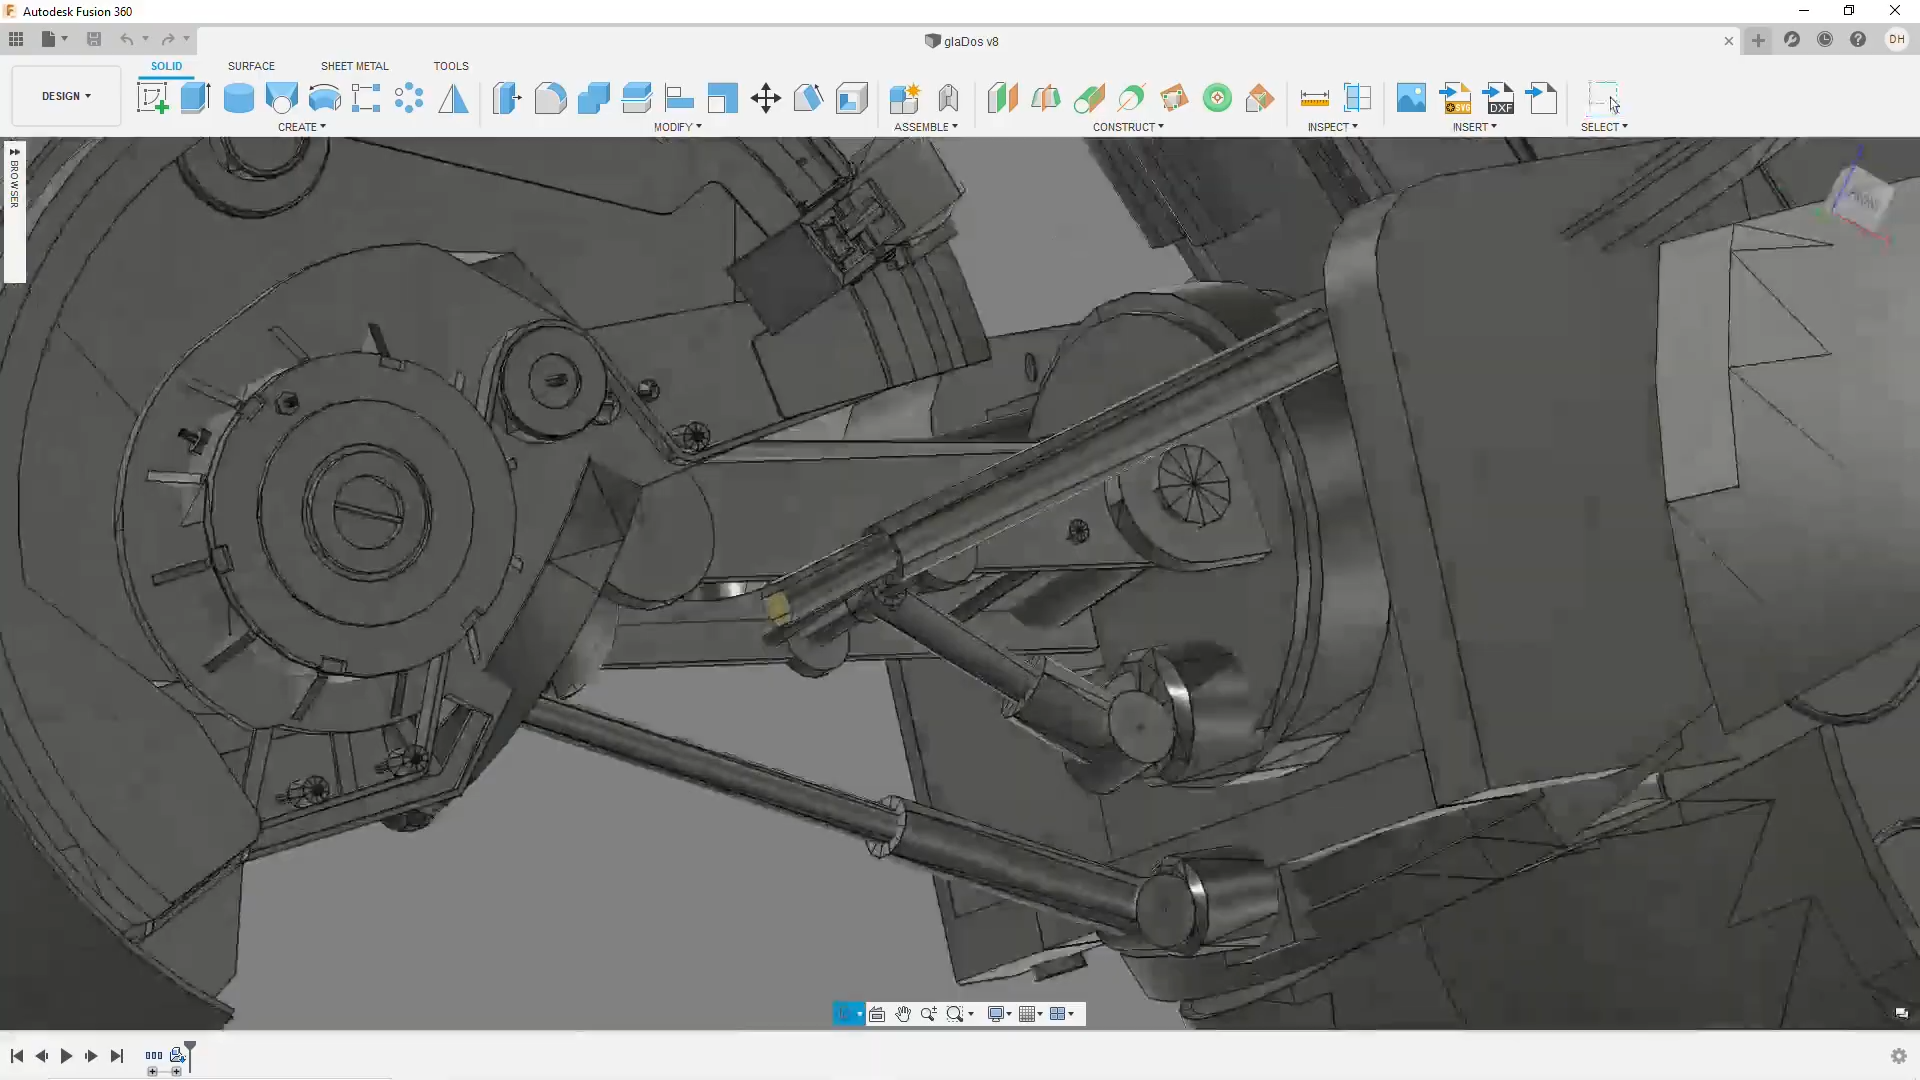 Autodesk Fusion 360
glaDos v8
DH
DESIGN
SOLID
SURFACE
SHEET METAL
TOOLS
SVG
DXF
CREATE
MODIFY
ASSEMBLE
CONSTRUCT
INSPECT
INSERT
SELECT
BROWSER